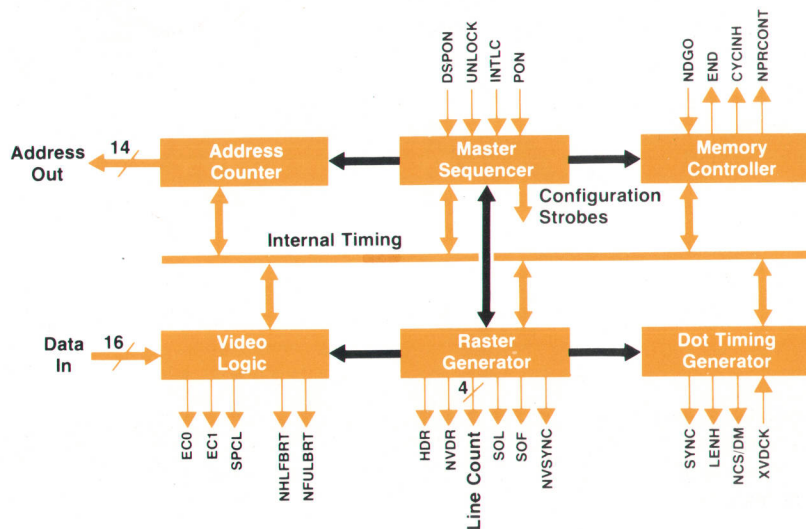 DSPON
UNLOCK
INTLC
PON
NDGO
END
CYCINH
NPRCONT
Address
Out
14
Address
Counter
Master
Sequencer
Memory
Controller
Configuration
Strobes
Internal Timing
Data
In
16
Video
Logic
Raster
Generator
Dot Timing
Generator
4
EC0
EC1
SPCL
NHLFBRT
NFULBRT
HDR
NVDR
Line Count
SOL
SOF
NVSYNC
SYNC
LENH
NCS/DM
XVDCK